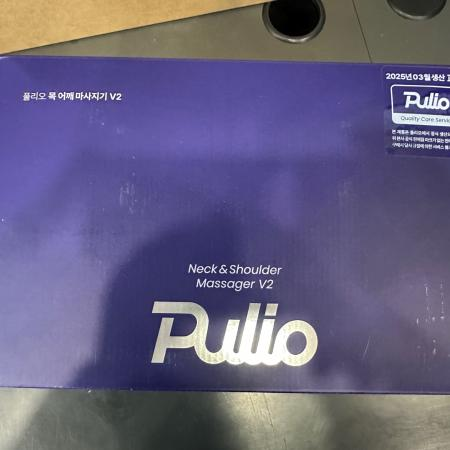 풀리오 목 어깨 마사지기 V2
2025년 03월 생산
Pulio
Quality Care Servic
Neck & Shoulder
Massager V2
Pulio